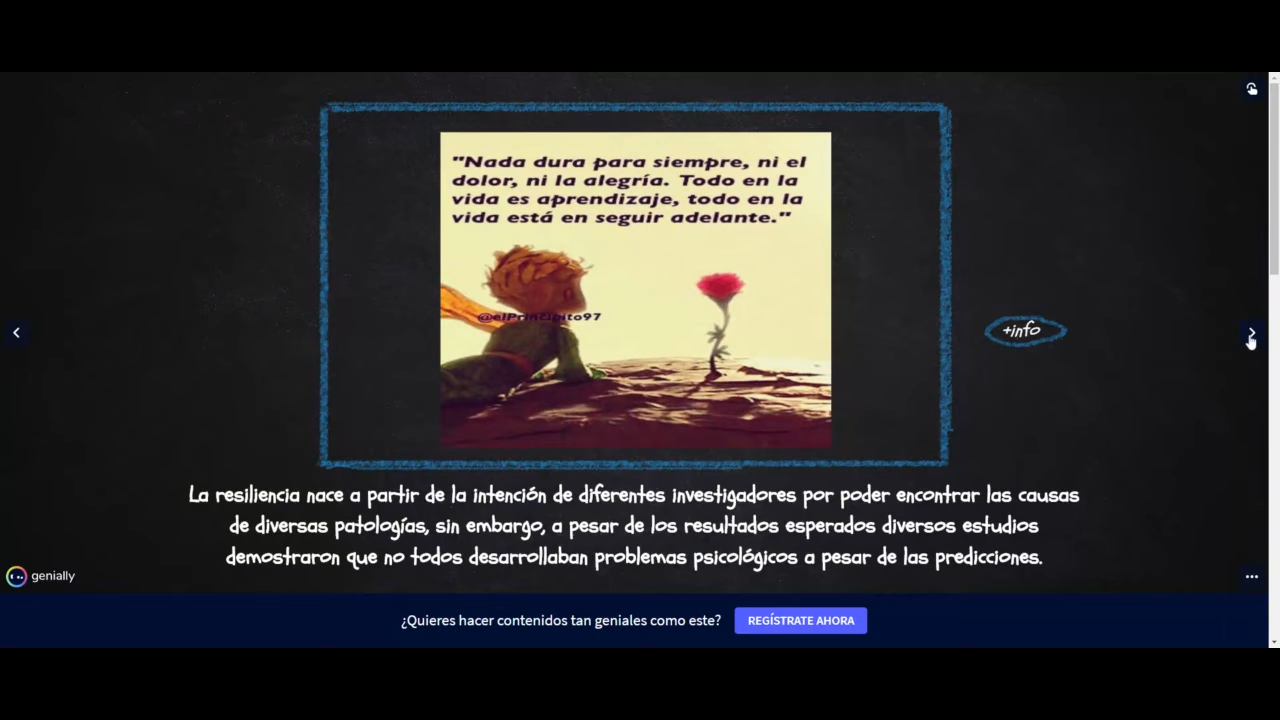 "Nada dura para siempre, ni el
dolor, ni la alegría. Todo en la
vida es aprendizaje, todo en la
vida está en seguir adelante."
@elPrincipito97
+info
La resiliencia nace a partir de la intención de diferentes investigadores por poder encontrar las causas
de diversas patologías, sin embargo, a pesar de los resultados esperados diversos estudios
demostraron que no todos desarrollaban problemas psicológicos a pesar de las predicciones.
genially
¿Quieres hacer contenidos tan geniales como este? REGÍSTRATE AHORA